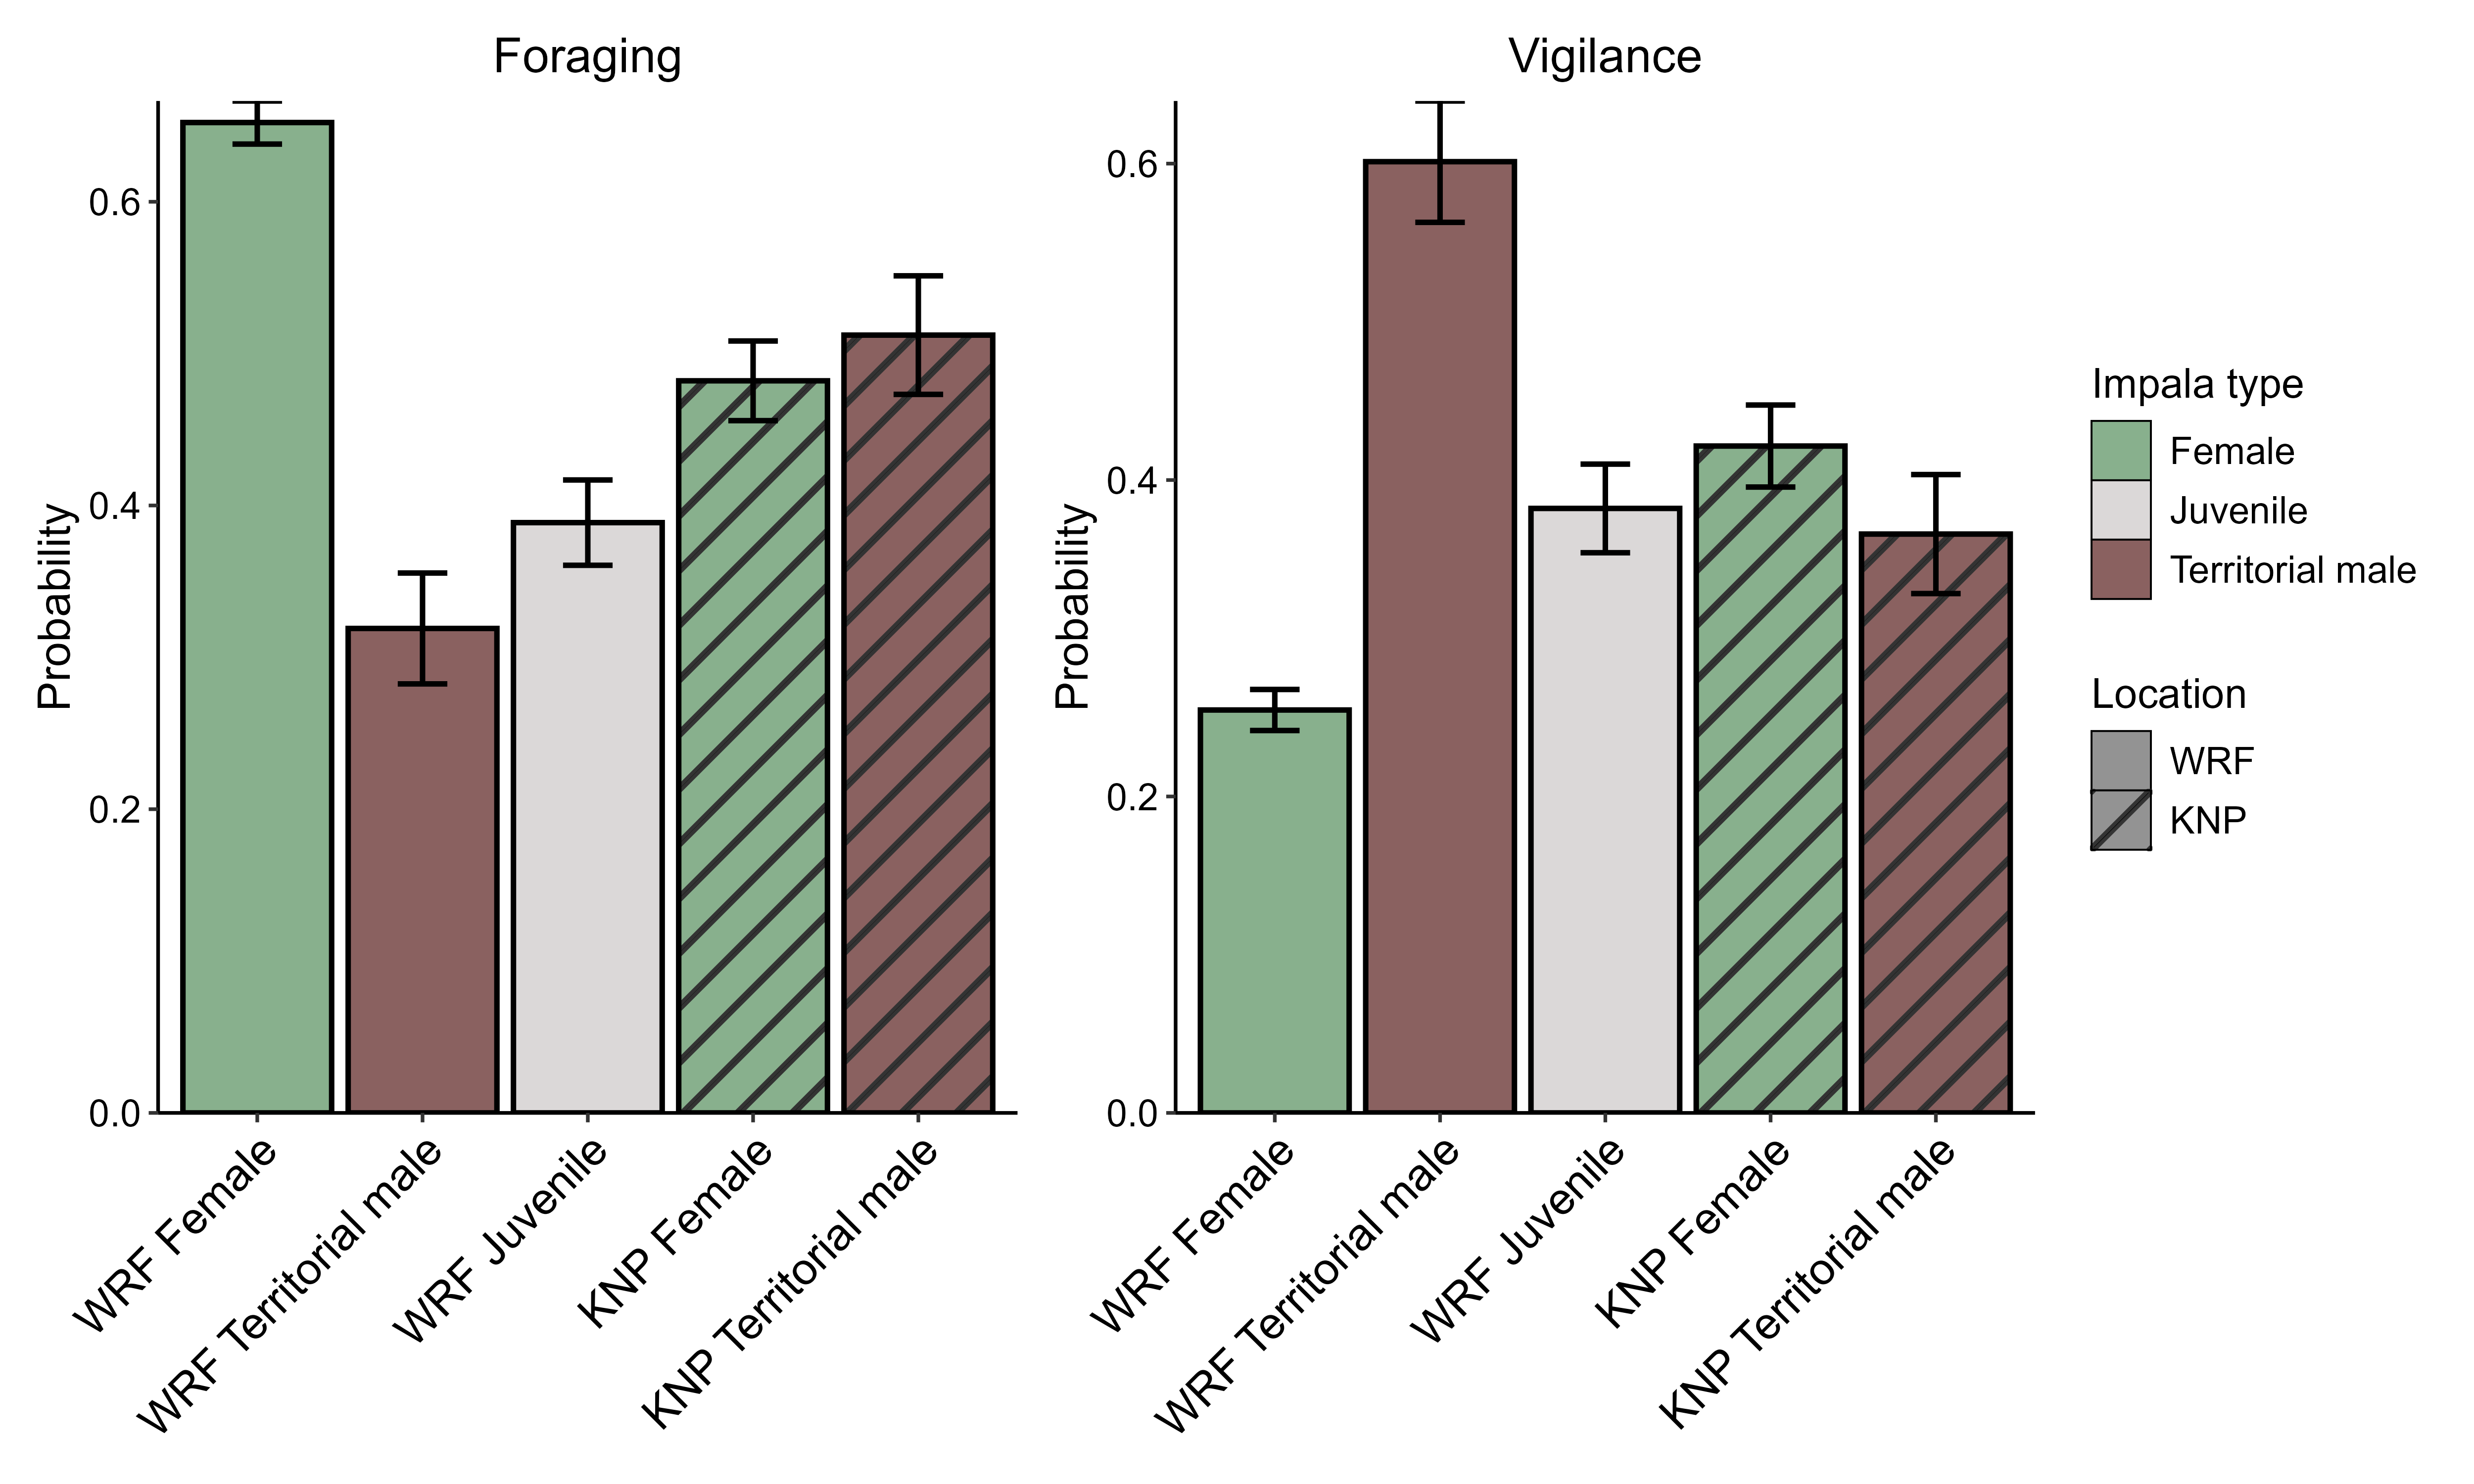 Foraging
Probability
0.6
0.4
0.2
0.0
WRF Female
WRF Territorial male
WRF Juvenile
KNP Female
KNP Territorial male
Vigilance
Probability
0.6
0.4
0.2
0.0
WRF Female
WRF Territorial male
WRF Juvenile
KNP Female
KNP Territorial male
Impala type
Female
Juvenile
Territorial male
Location
WRF
KNP